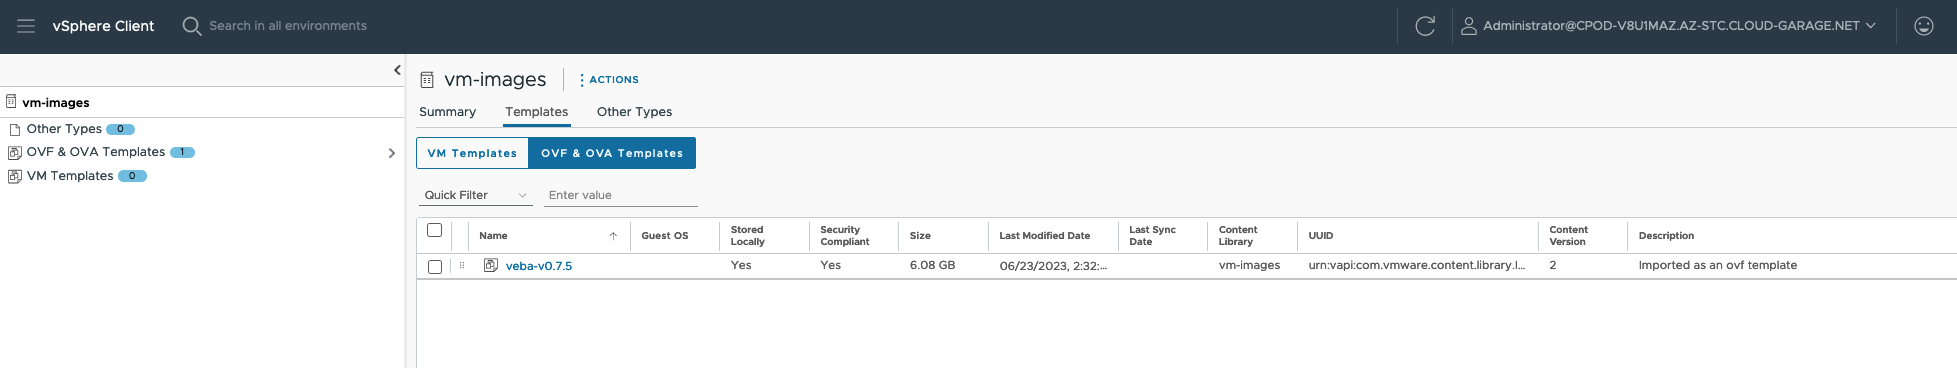 vSphere Client
Search in all environments
Administrator@CPOD-V8U1MAZ.AZ-STC.CLOUD-GARAGE.NET
vm-images
Other Types 0
OVF & OVA Templates 1
VM Templates 0
vm-images
ACTIONS
Summary Templates Other Types
VM Templates OVF & OVA Templates
Quick Filter Enter value
Name Guest OS Stored Locally Security Compliant Size Last Modified Date Last Sync Date Content Library UUID Content Version Description
veba-v0.7.5 Yes Yes 6.08 GB 06/23/2023, 2:32:... vm-images urn:vapi:com.vmware.content.library.I... 2 Imported as an ovf template